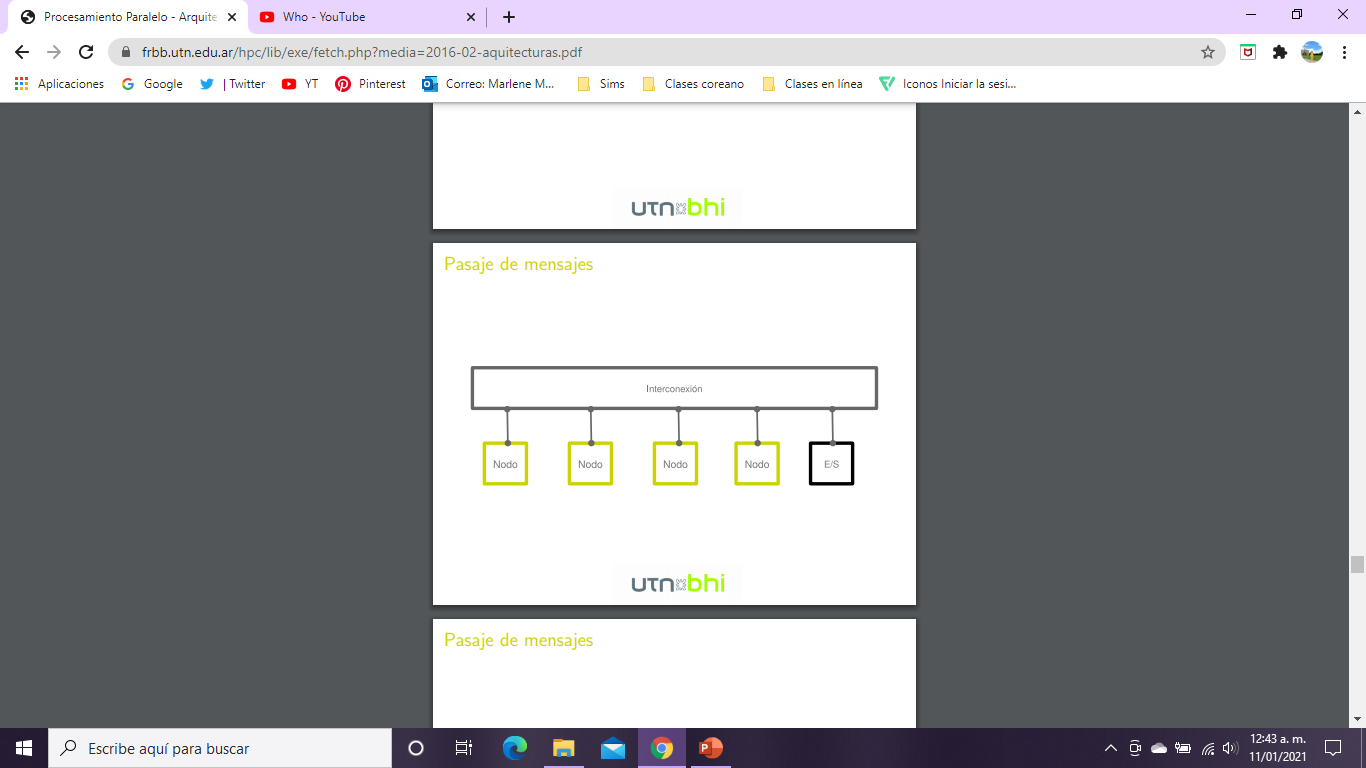 Procesamiento Paralelo - Arquite
Who - YouTube
frbb.utn.edu.ar/hpc/lib/exe/fetch.php?media=2016-02-aquitecturas.pdf
Aplicaciones
Google
| Twitter
YT
Pinterest
Correo: Marlene M...
Sims
Clases coreano
Clases en línea
Iconos Iniciar la sesi...
utn bhi
Pasaje de mensajes
Interconexión
Nodo
Nodo
Nodo
Nodo
E/S
utn bhi
Pasaje de mensajes
Escribe aquí para buscar
12:43 a. m.
11/01/2021